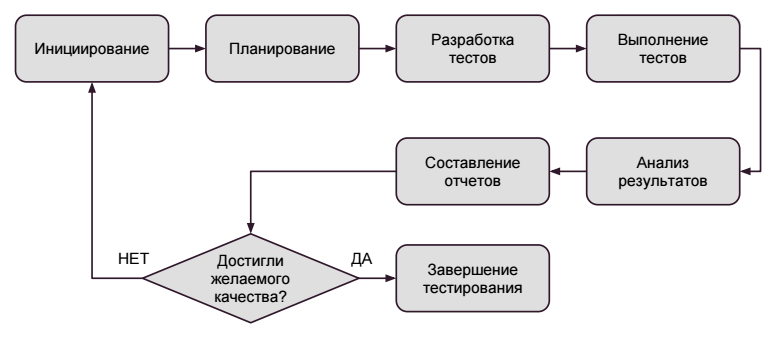 Инициирование
Планирование
Разработка
тестов
Выполнение
тестов
Составление
отчетов
Анализ
результатов
НЕТ
ДА
Достигли
желаемого
качества?
Завершение
тестирования